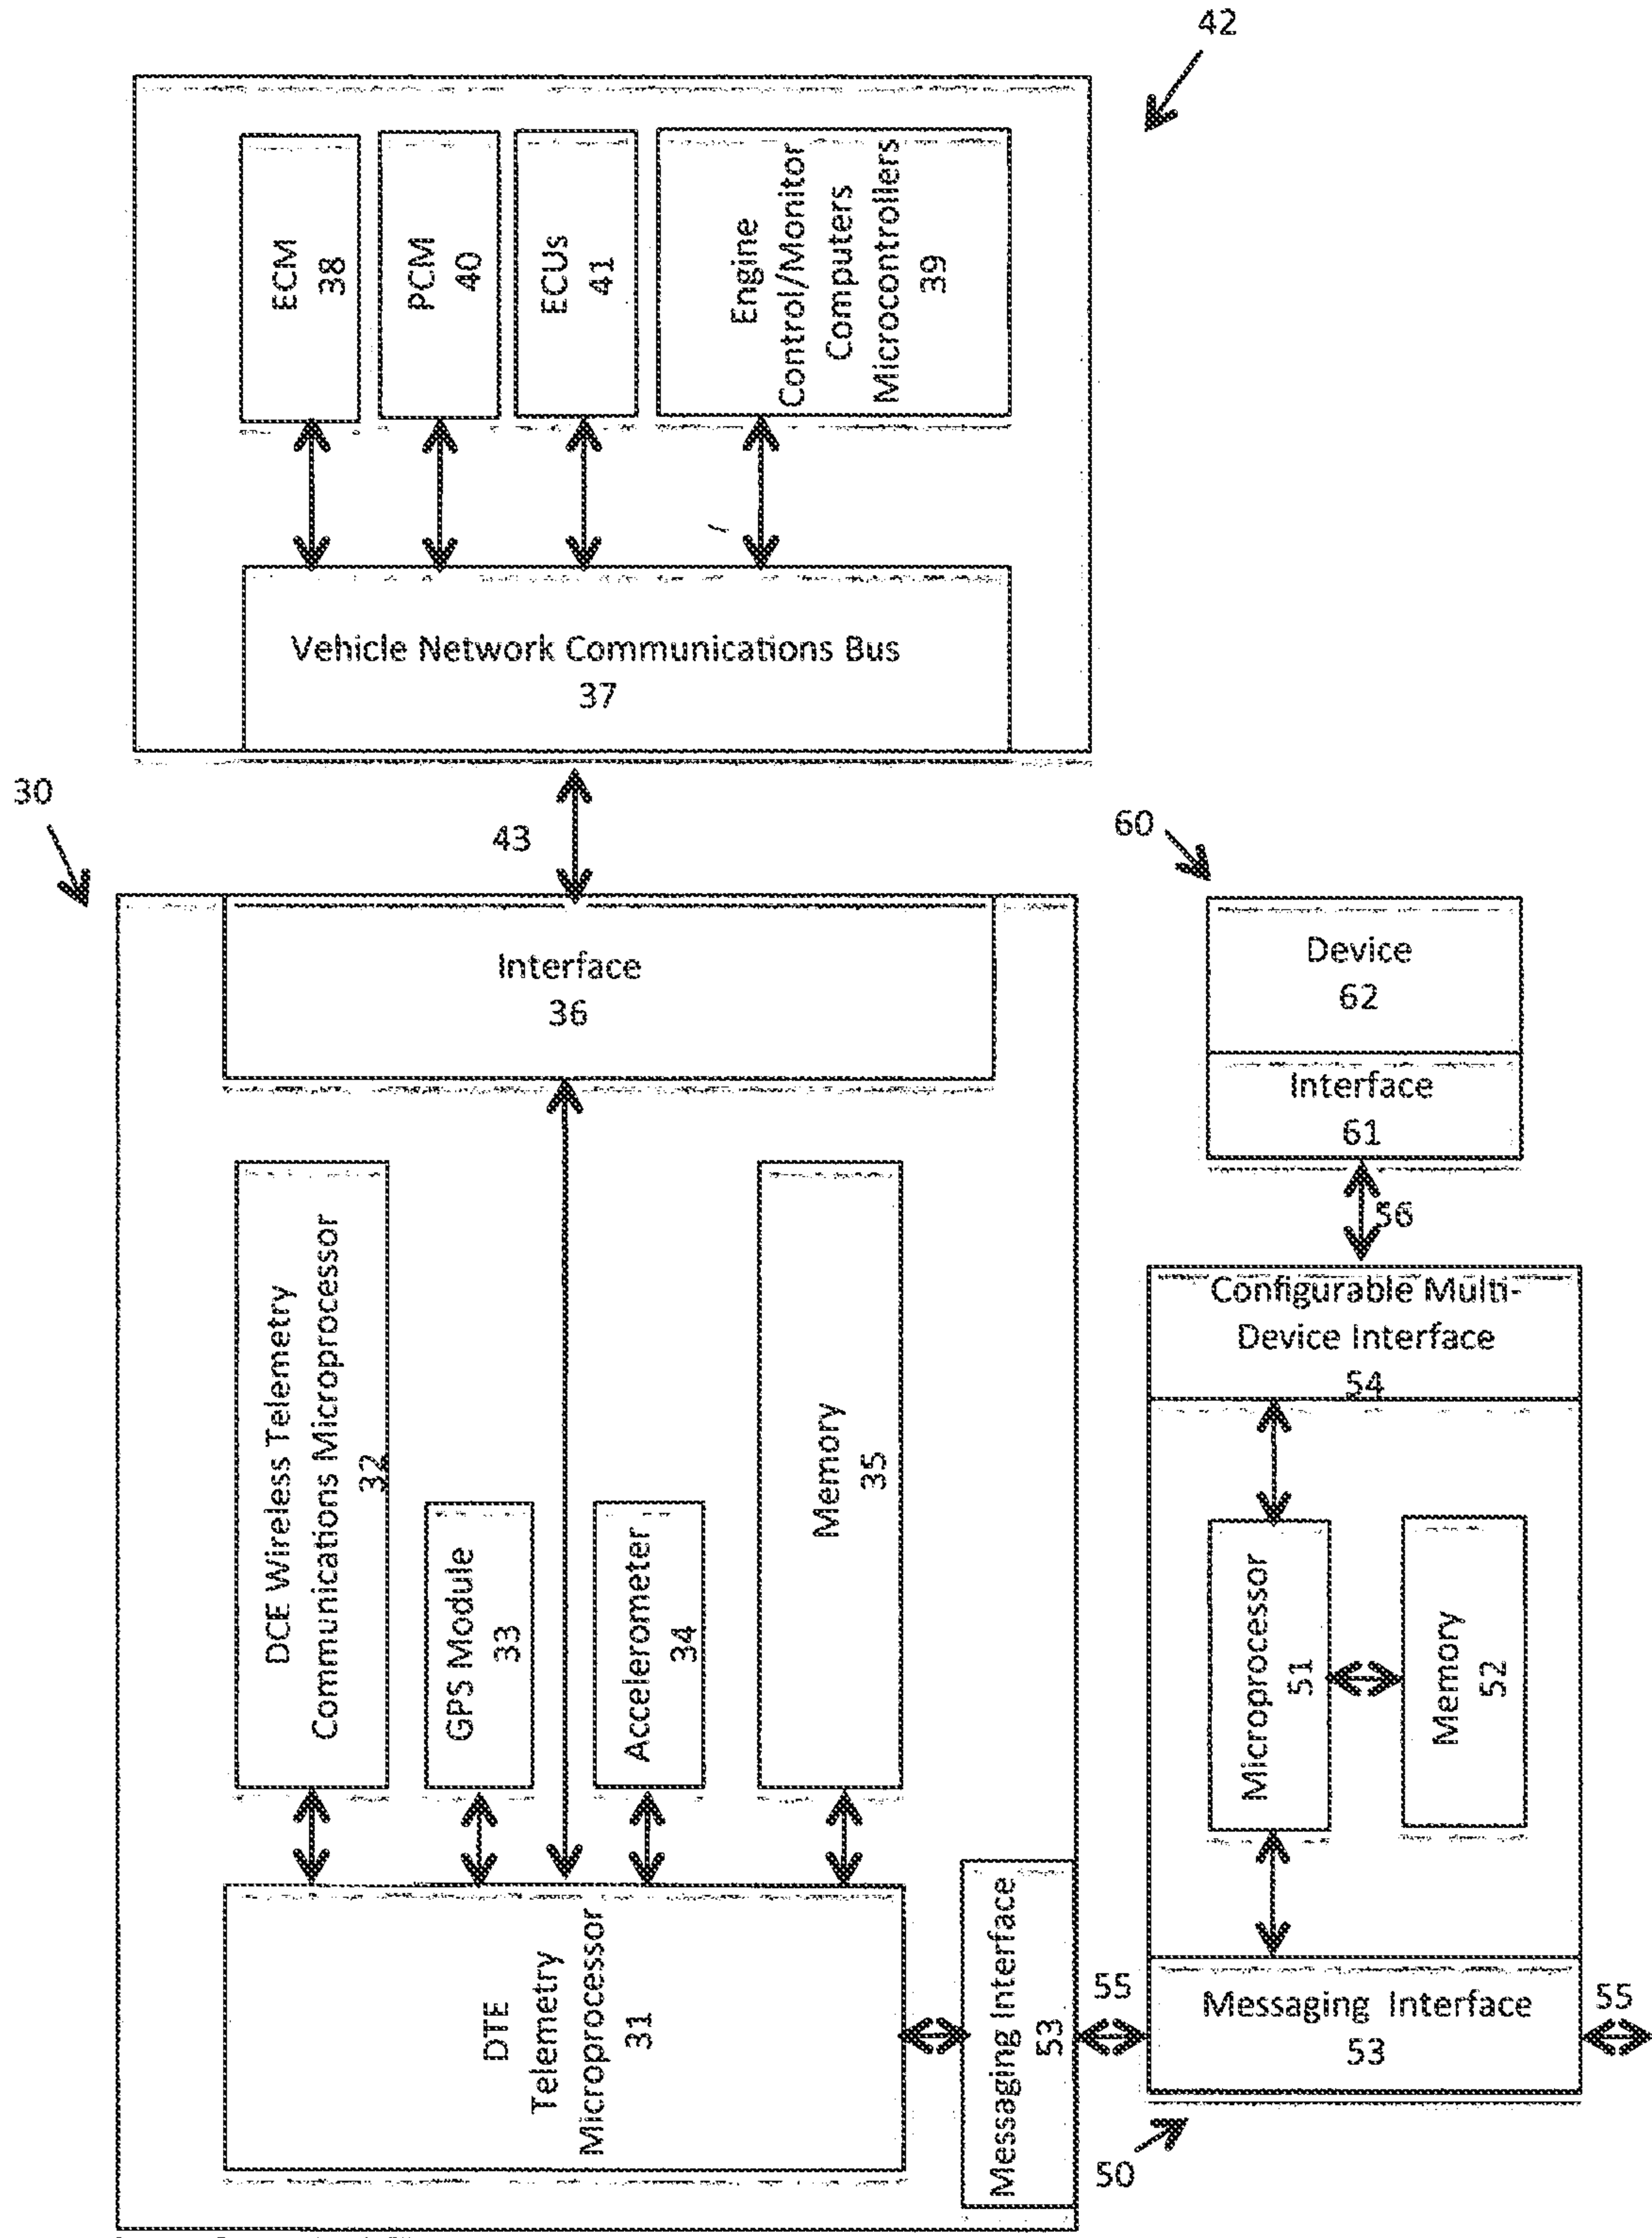 42
ECM
38
PCM
40
ECUs
41
Engine
Control/Monitor
Computers
Microcontrollers
39
Vehicle Network Communications Bus
37
30
43
60
Interface
36
Device
62
Interface
61
56
DCE Wireless Telemetry
Communications Microprocessor
32
GPS Module
33
Accelerometer
34
Memory
35
Configurable Multi-
Device Interface
54
Microprocessor
51
Memory
52
DTE
Telemetry
Microprocessor
31
Messaging Interface
53
55
Messaging Interface
53
55
50